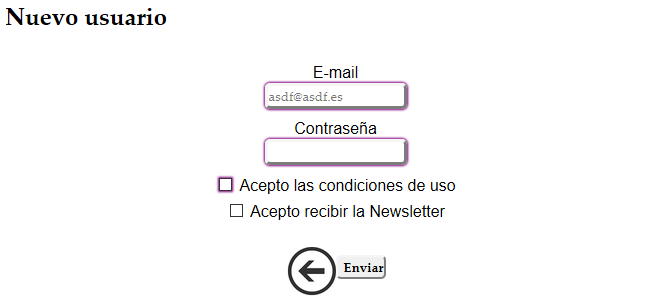 Nuevo usuario
E-mail
asdf@asdf.es
Contraseña
Acepto las condiciones de uso
Acepto recibir la Newsletter
Enviar